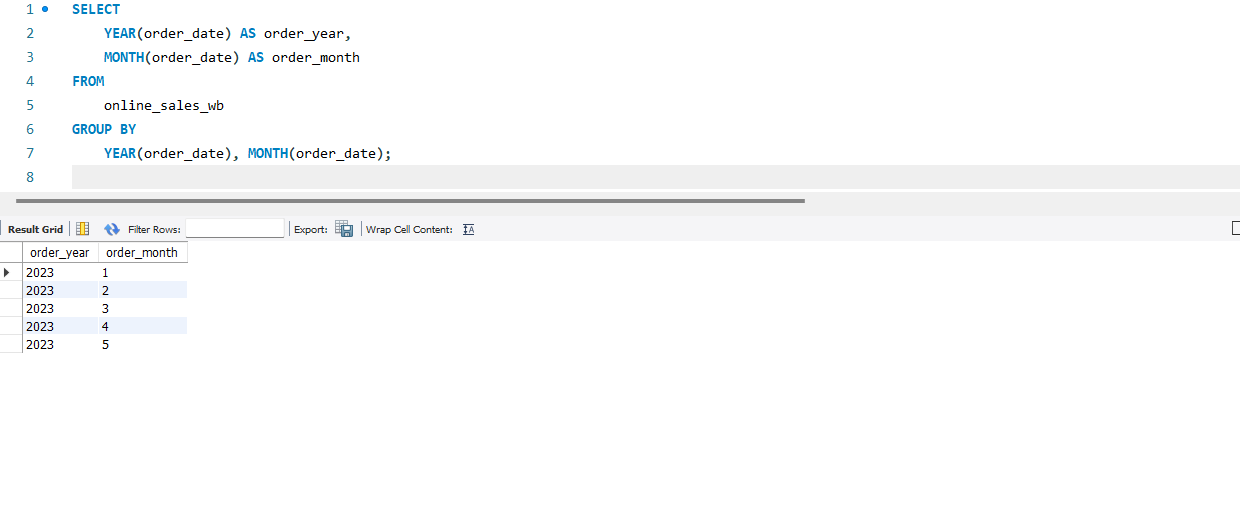 1 SELECT
2 YEAR(order_date) AS order_year,
3 MONTH(order_date) AS order_month
4 FROM
5 online_sales_wb
6 GROUP BY
7 YEAR(order_date), MONTH(order_date);
8
Result Grid Filter Rows: Export: Wrap Cell Content: IA
order_year order_month
2023 1
2023 2
2023 3
2023 4
2023 5